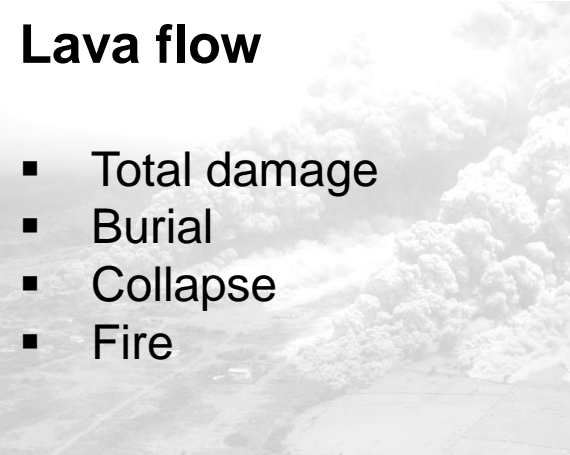 Lava flow
▪ Total damage
▪ Burial
▪ Collapse
▪ Fire